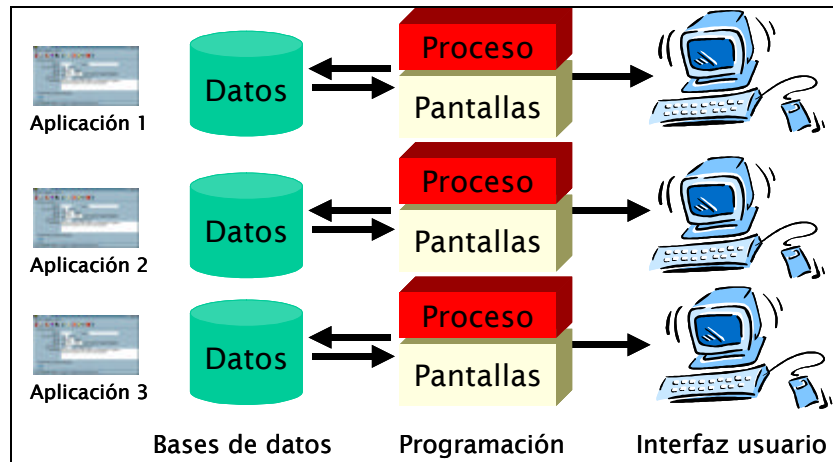 Datos
Proceso
Pantallas
Aplicación 1
Datos
Proceso
Pantallas
Aplicación 2
Datos
Proceso
Pantallas
Aplicación 3
Bases de datos
Programación
Interfaz usuario